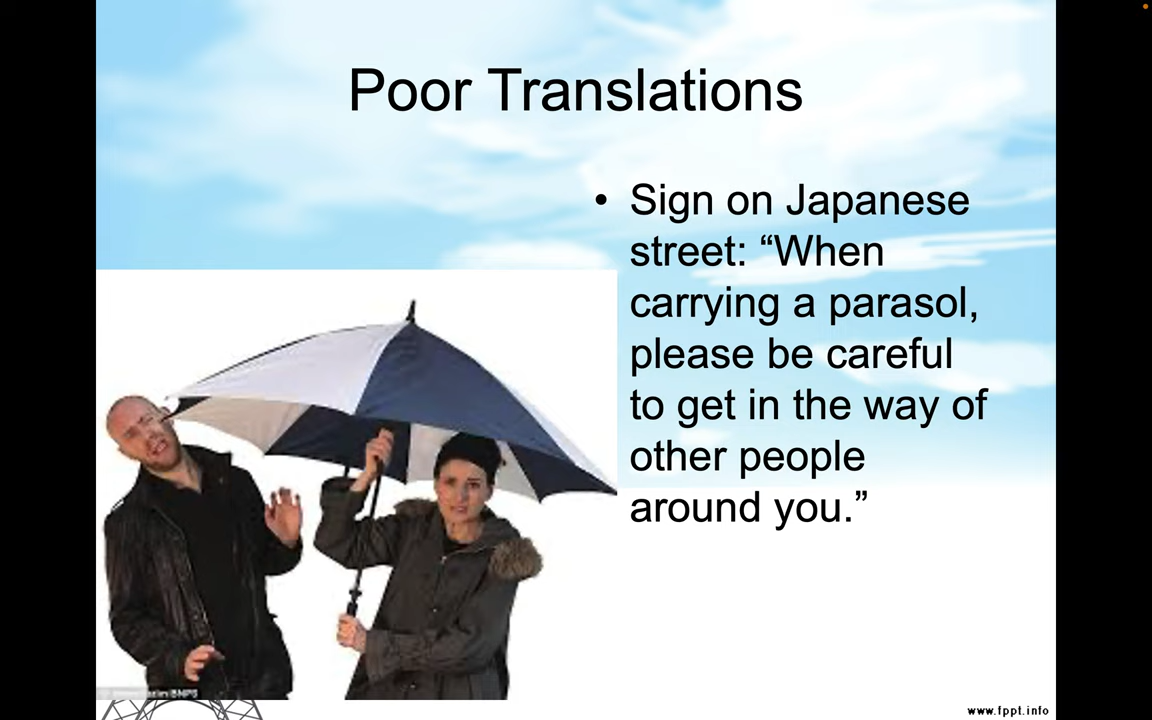 Poor Translations
• Sign on Japanese
street: “When
carrying a parasol,
please be careful
to get in the way of
other people
around you.”
BNPS
www.fppt.info